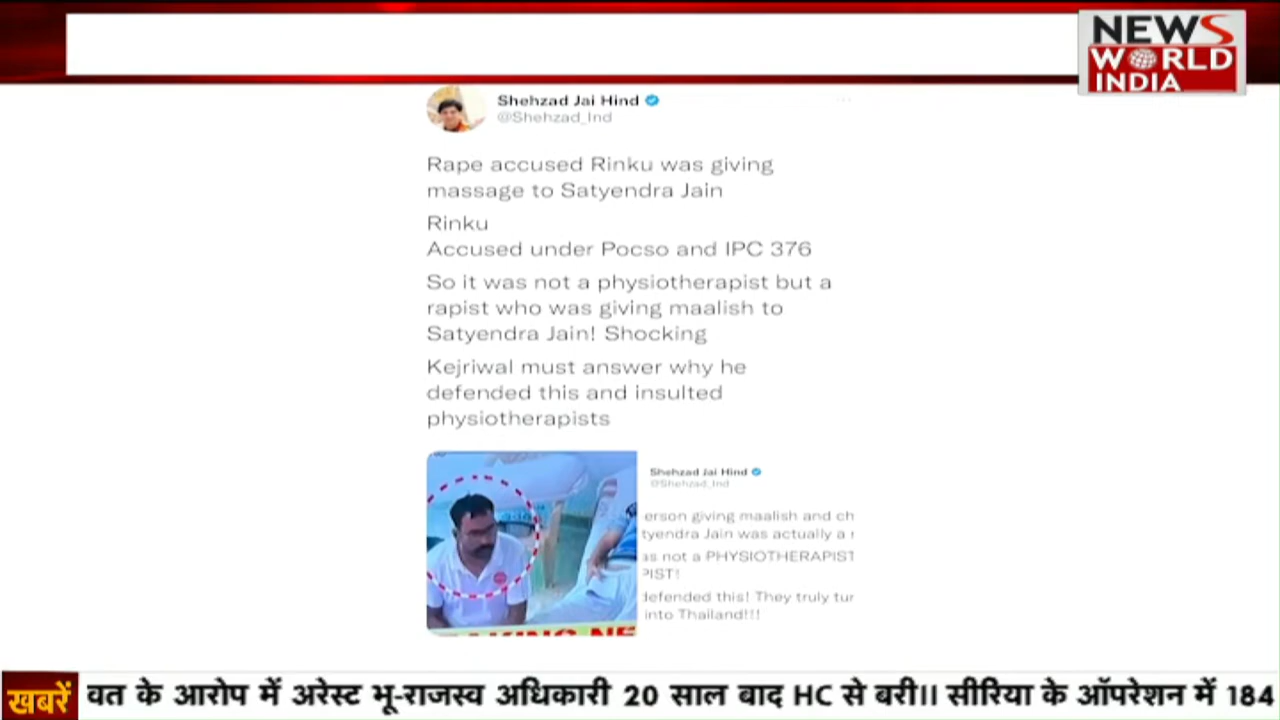 NEWS
WORLD
INDIA
Shehzad Jai Hind
@Shehzad_Ind
Rape accused Rinku was giving
massage to Satyendra Jain
Rinku
Accused under Pocso and IPC 376
So it was not a physiotherapist but a
rapist who was giving maalish to
Satyendra Jain! Shocking
Kejriwal must answer why he
defended this and insulted
physiotherapists
Shehzad Jai Hind
@Shehzad_Ind
erson giving maalish and ch
tyendra Jain was actually a
as not a PHYSIOTHERAPIST
PIST!
defended this! They truly tur
into Thailand!!!
खबरें वत के आरोप में अरेस्ट भू-राजस्व अधिकारी 20 साल बाद HC से बरी।। सीरिया के ऑपरेशन में 184